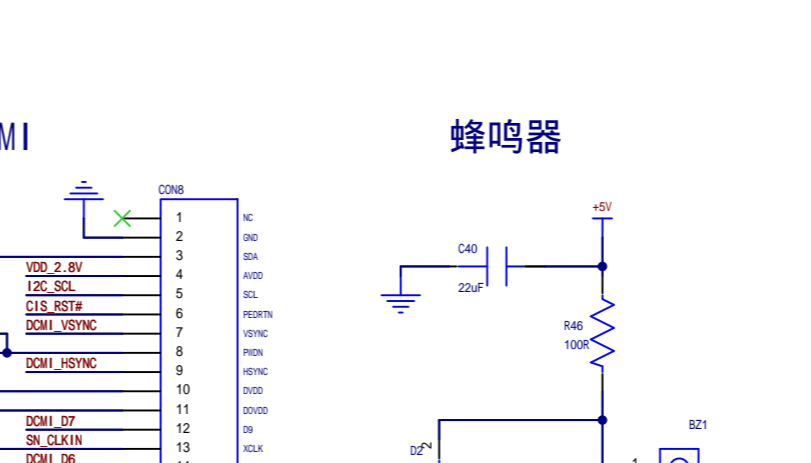 MI
蜂鸣器
CON8
1 NC
2 GND
3 SDA
VDD_2.8V 4 AVDD
I2C_SCL 5 SCL
CIS_RST# 6 PEDRTN
DCMI_VSYNC 7 VSYNC
8 PWDN
DCMI_HSYNC 9 HSYNC
10 DVDD
11 DOVDD
DCMI_D7 12 D9
SN_CLKIN 13 XCLK
DCMI_D6
+5V
C40
22uF
R46
100R
D2
2
BZ1
1